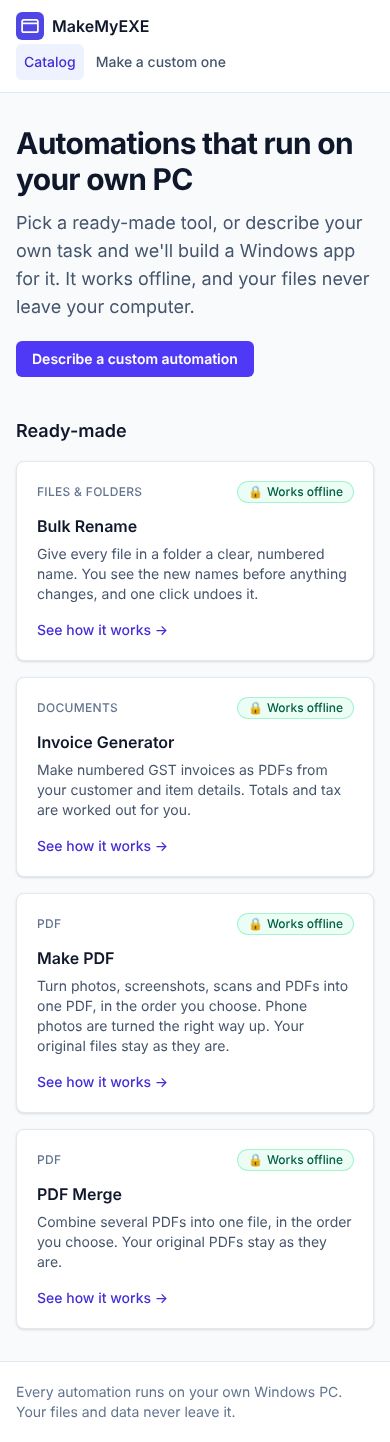 MakeMyEXE
Catalog
Make a custom one
Automations that run on
your own PC
Pick a ready-made tool, or describe your
own task and we'll build a Windows app
for it. It works offline, and your files never
leave your computer.
Describe a custom automation
Ready-made
FILES & FOLDERS
🔒 Works offline
Bulk Rename
Give every file in a folder a clear, numbered
name. You see the new names before anything
changes, and one click undoes it.
See how it works →
DOCUMENTS
🔒 Works offline
Invoice Generator
Make numbered GST invoices as PDFs from
your customer and item details. Totals and tax
are worked out for you.
See how it works →
PDF
🔒 Works offline
Make PDF
Turn photos, screenshots, scans and PDFs into
one PDF, in the order you choose. Phone
photos are turned the right way up. Your
original files stay as they are.
See how it works →
PDF
🔒 Works offline
PDF Merge
Combine several PDFs into one file, in the order
you choose. Your original PDFs stay as they
are.
See how it works →
Every automation runs on your own Windows PC.
Your files and data never leave it.